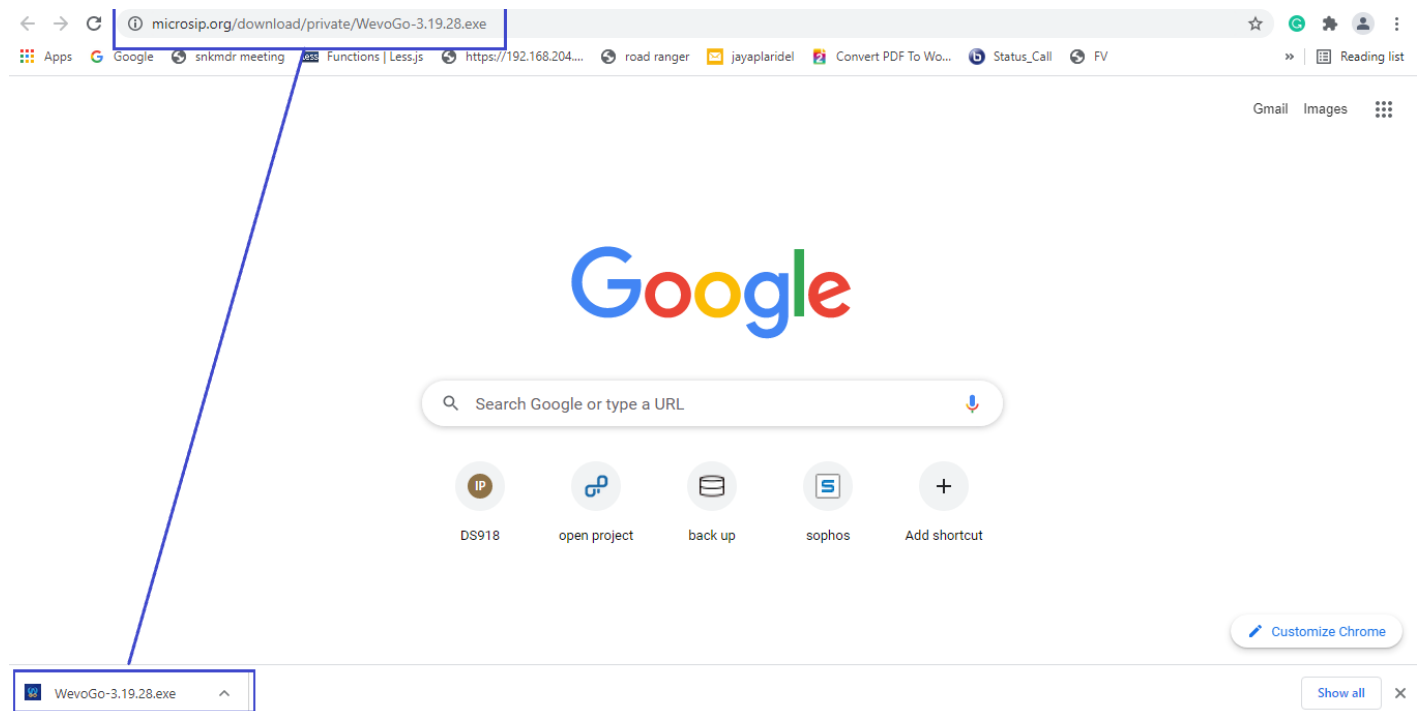 microsip.org/download/private/WevoGo-3.19.28.exe
Apps Google snkmdr meeting Less Functions | Less.js https://192.168.204.... road ranger jayaplaridel Convert PDF To Wo... Status_Call FV » Reading list
Gmail Images
Google
Search Google or type a URL
IP
DS918 open project back up sophos Add shortcut
Customize Chrome
WevoGo-3.19.28.exe Show all